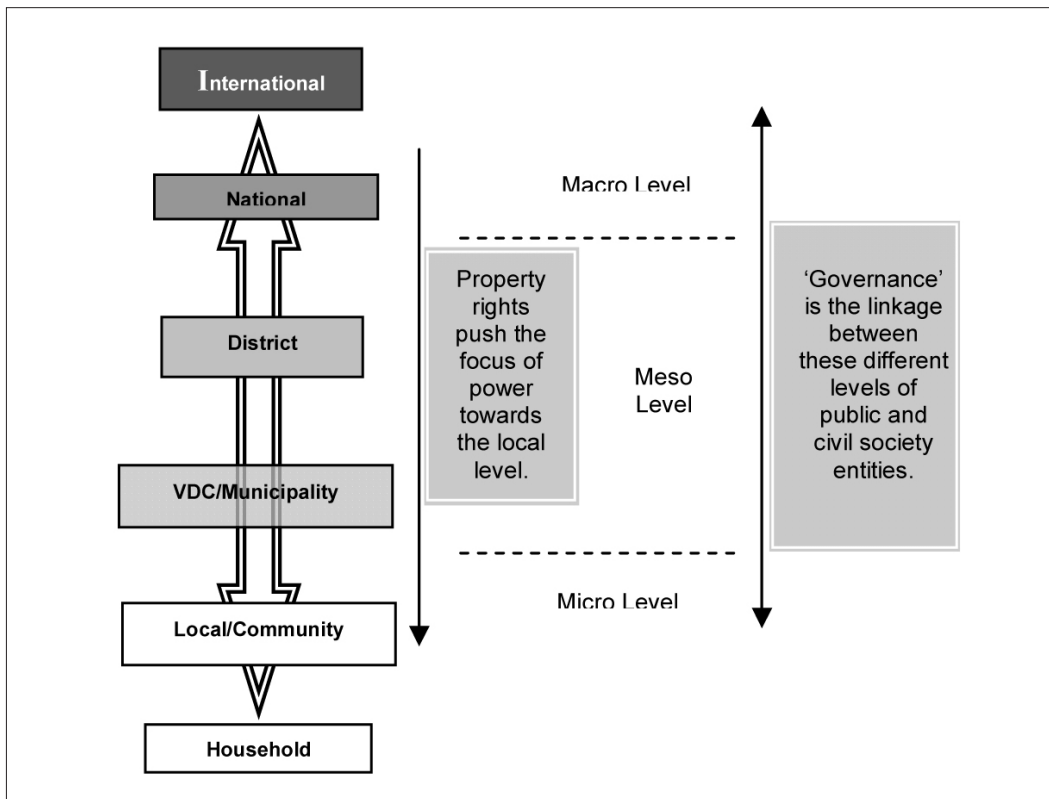 International
National
District
VDC/Municipality
Local/Community
Household
Property
rights
push the
focus of
power
towards
the local
level.
Macro Level
Meso
Level
Micro Level
‘Governance’
is the linkage
between
these different
levels of
public and
civil society
entities.